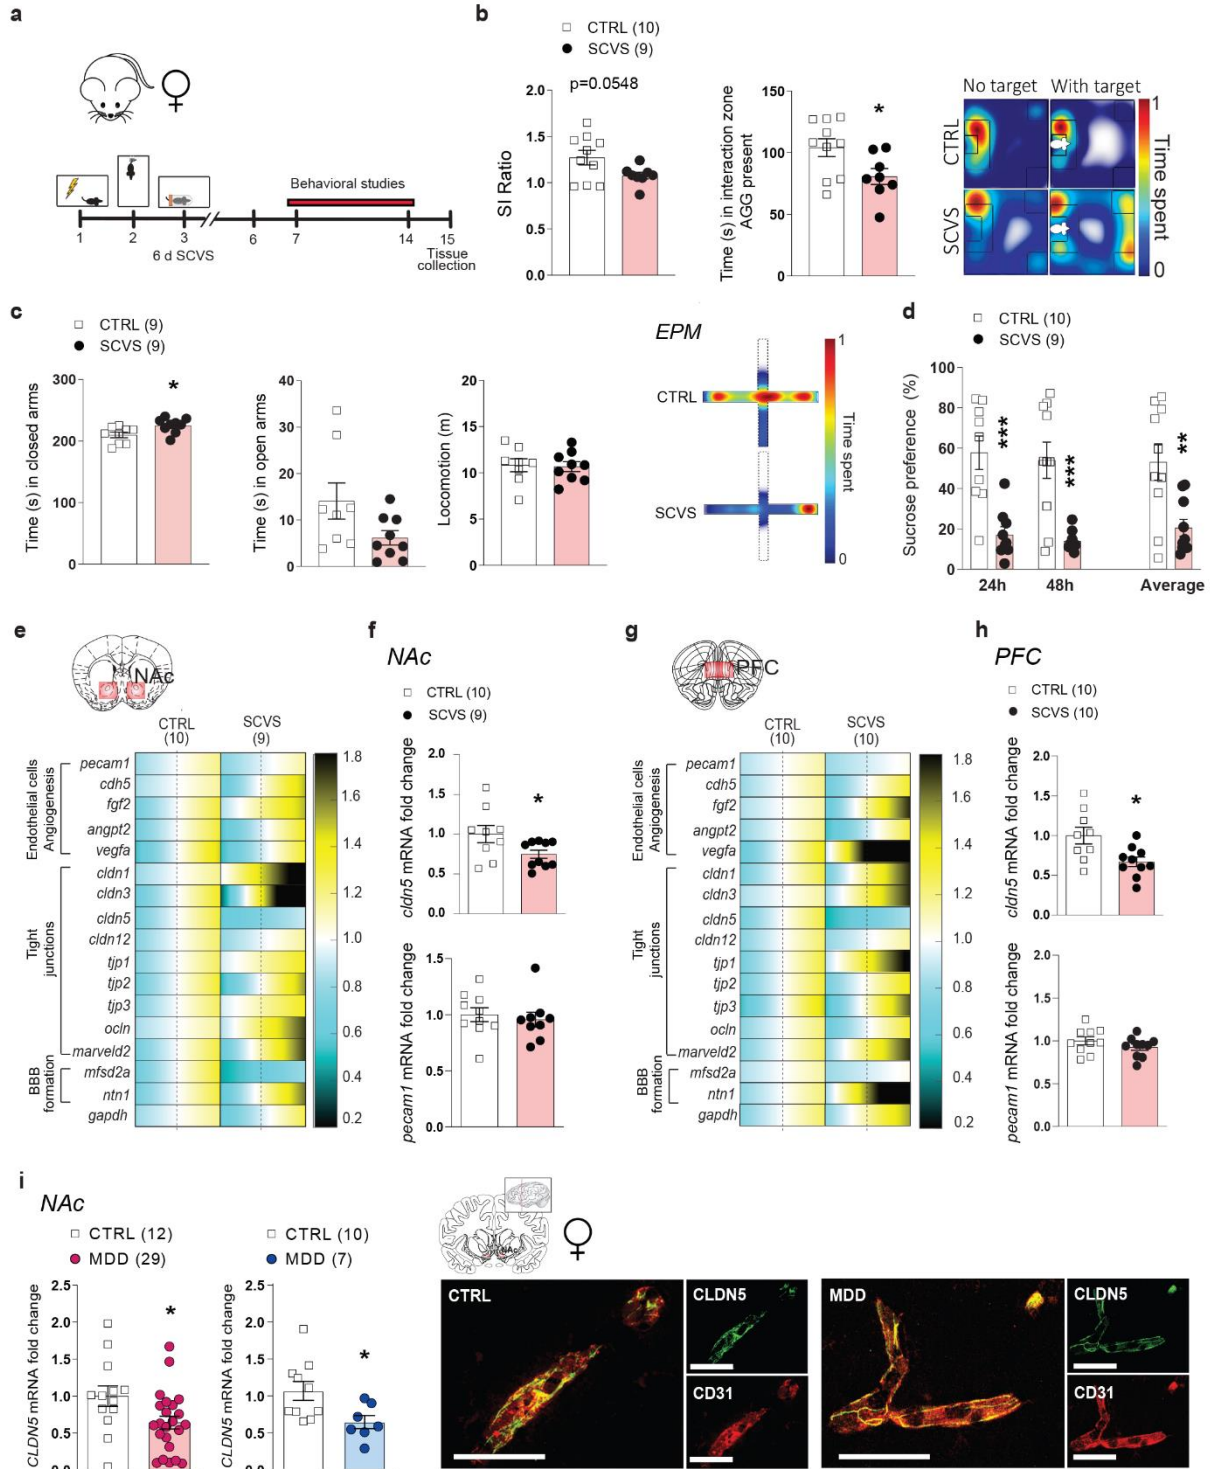 a
1
2
3
6
7
14
15
6 d SCVS
Behavioral studies
Tissue
collection
b
CTRL (10)
SCVS (9)
p=0.0548
SI Ratio
2.0
1.5
1.0
0.5
0.0
Time (s) in interaction zone
AGG present
150
100
50
0
*
No target
With target
CTRL
SCVS
1
Time spent
0
c
CTRL (9)
SCVS (9)
Time (s) in closed arms
300
200
100
0
*
Time (s) in open arms
40
30
20
10
0
Locomotion (m)
20
15
10
5
0
EPM
CTRL
SCVS
1
Time spent
0
d
CTRL (10)
SCVS (9)
Sucrose preference (%)
100
80
60
40
20
0
***
***
**
24h
48h
Average
e
NAc
CTRL
(10)
SCVS
(9)
Endothelial cells
Angiogenesis
Tight
junctions
BBB
formation
pecam1
cdh5
fgf2
angpt2
vegfa
cldn1
cldn3
cldn5
cldn12
tjp1
tjp2
tjp3
ocln
marveld2
mfsd2a
ntn1
gapdh
1.8
1.6
1.4
1.2
1.0
0.8
0.6
0.4
0.2
f
NAc
CTRL (10)
SCVS (9)
cldn5 mRNA fold change
2.0
1.5
1.0
0.5
0.0
*
pecam1 mRNA fold change
1.5
1.0
0.5
0.0
g
PFC
CTRL
(10)
SCVS
(10)
Endothelial cells
Angiogenesis
Tight
junctions
BBB
formation
pecam1
cdh5
fgf2
angpt2
vegfa
cldn1
cldn3
cldn5
cldn12
tjp1
tjp2
tjp3
ocln
marveld2
mfsd2a
ntn1
gapdh
1.8
1.6
1.4
1.2
1.0
0.8
0.6
0.4
0.2
h
PFC
CTRL (10)
SCVS (10)
cldn5 mRNA fold change
2.0
1.5
1.0
0.5
0.0
*
pecam1 mRNA fold change
2.0
1.5
1.0
0.5
0.0
i
NAc
CTRL (12)
MDD (29)
CLDN5 mRNA fold change
2.5
2.0
1.5
1.0
0.5
0.0
*
CTRL (10)
MDD (7)
CLDN5 mRNA fold change
2.5
2.0
1.5
1.0
0.5
0.0
*
NAc
CTRL
CLDN5
CD31
MDD
CLDN5
CD31